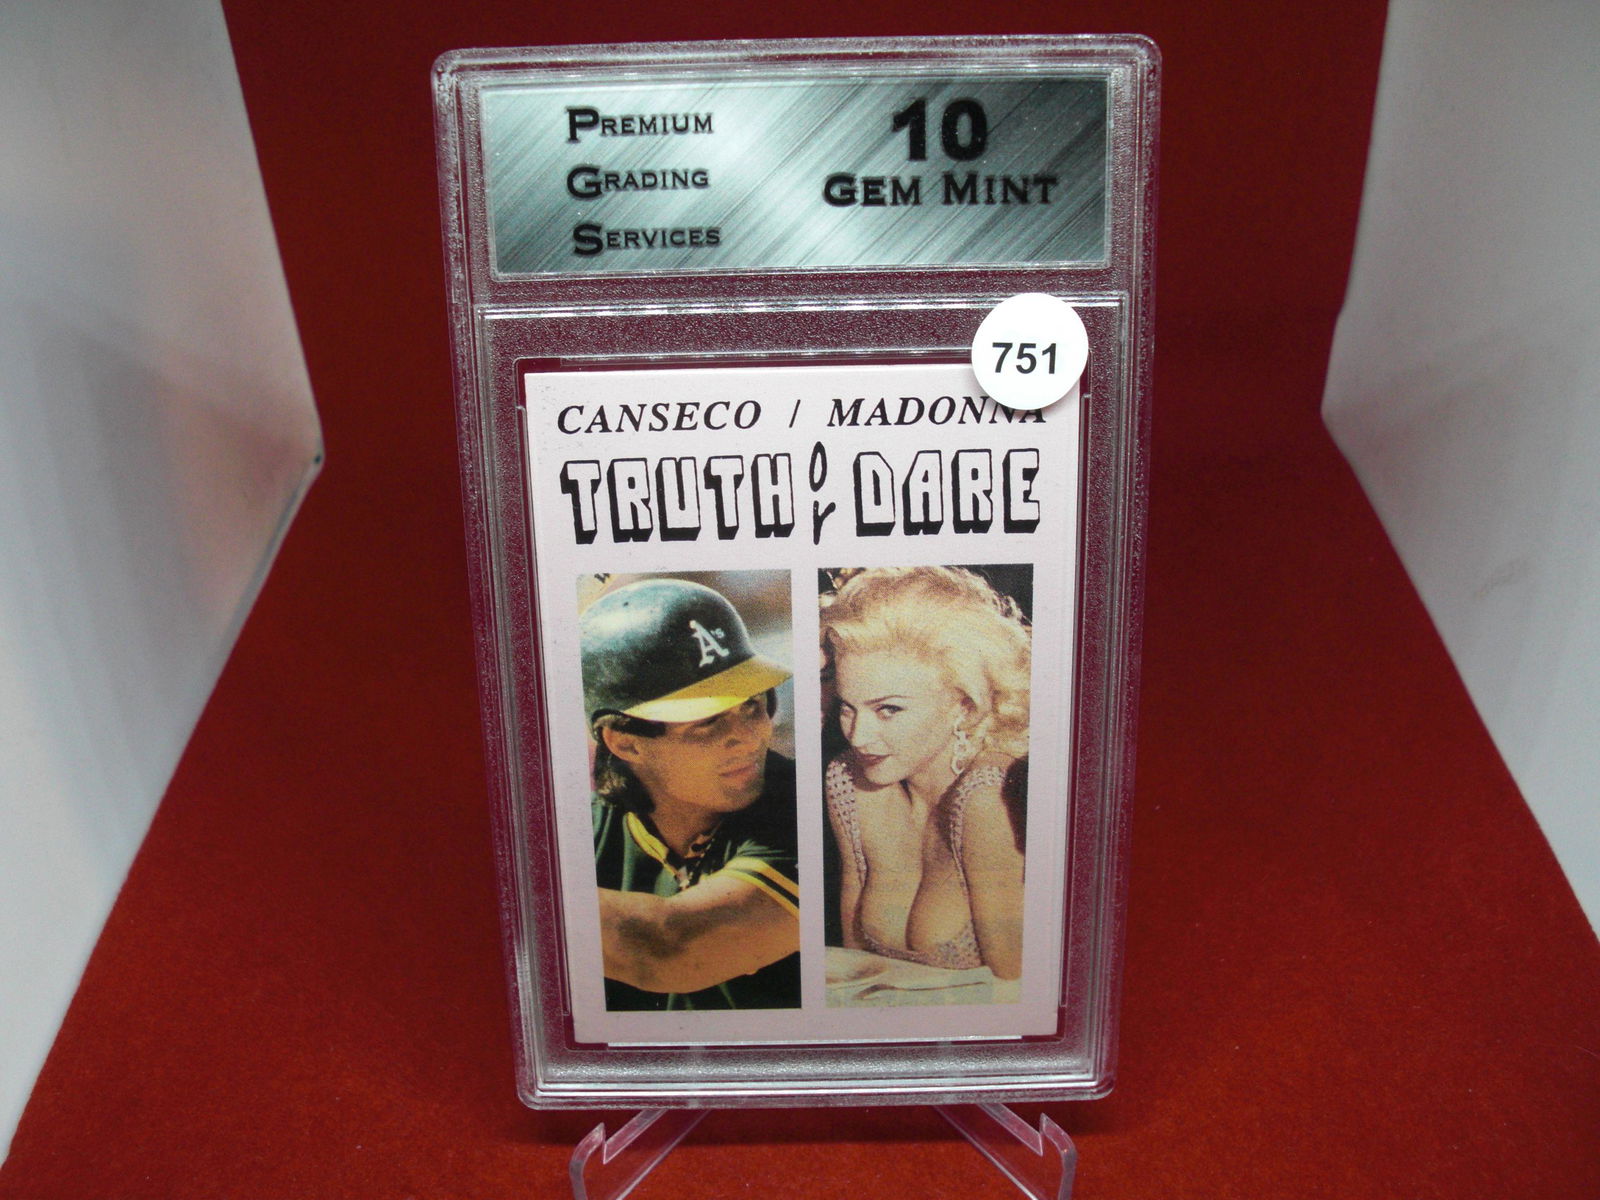 PREMIUM
GRADING
SERVICES
10
GEM MINT
751
CANSECO / MADONNA
TRUTH or DARE
A's